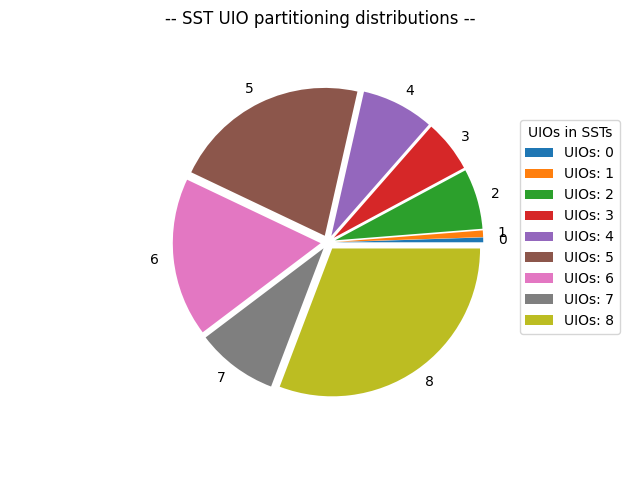 -- SST UIO partitioning distributions --
5
4
3
2
1
0
6
7
8
UIOs in SSTs
UIOs: 0
UIOs: 1
UIOs: 2
UIOs: 3
UIOs: 4
UIOs: 5
UIOs: 6
UIOs: 7
UIOs: 8